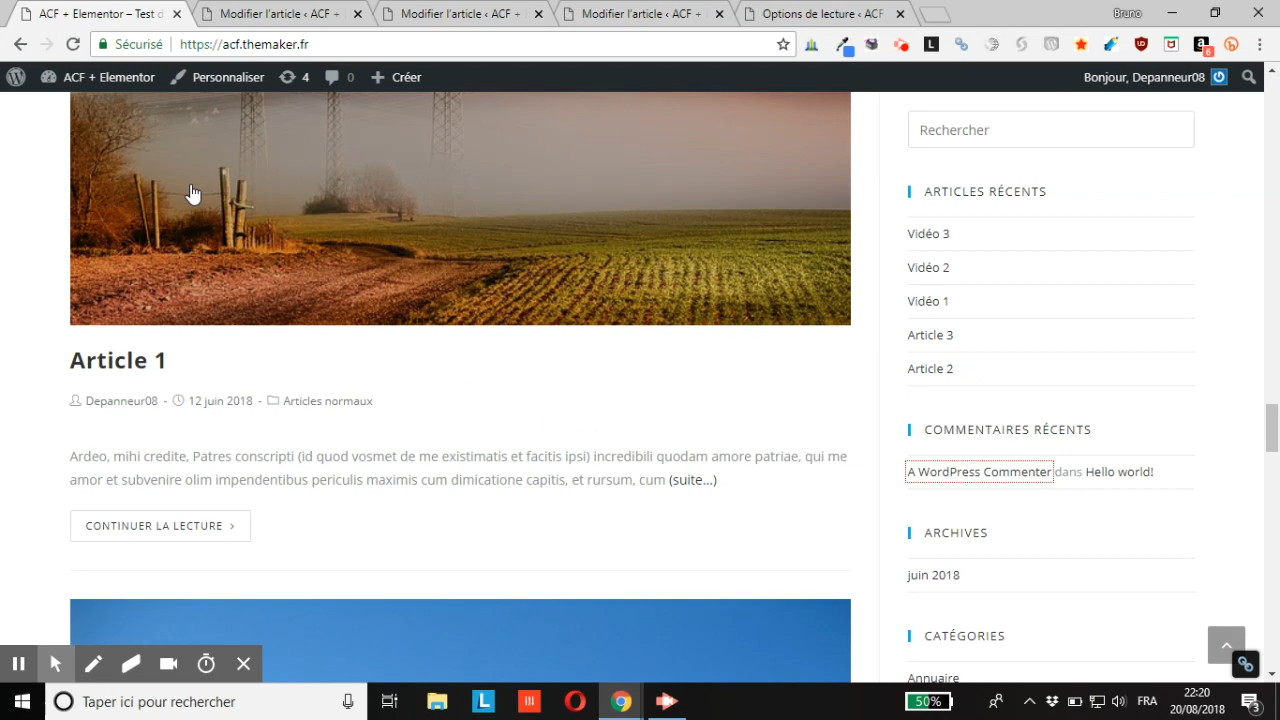 ACF + Elementor – Test d
Modifier l'article ‹ ACF +
Modifier l'article ‹ ACF +
Modifier l'article ‹ ACF +
Options de lecture ‹ ACF
Bruno
Sécurisé
https://acf.themaker.fr
6
ACF + Elementor
Personnaliser
4
0
Créer
Bonjour, Depanneur08
Rechercher
ARTICLES RÉCENTS
Vidéo 3
Vidéo 2
Vidéo 1
Article 3
Article 2
COMMENTAIRES RÉCENTS
A WordPress Commenter dans Hello world!
ARCHIVES
juin 2018
CATÉGORIES
Annuaire
Article 1
Depanneur08 - 12 juin 2018 - Articles normaux
Ardeo, mihi credite, Patres conscripti (id quod vosmet de me existimatis et facitis ipsi) incredibili quodam amore patriae, qui me
amor et subvenire olim impendentibus periculis maximis cum dimicatione capitis, et rursum, cum (suite…)
CONTINUER LA LECTURE >
Taper ici pour rechercher
50%
FRA
22:20
20/08/2018
3